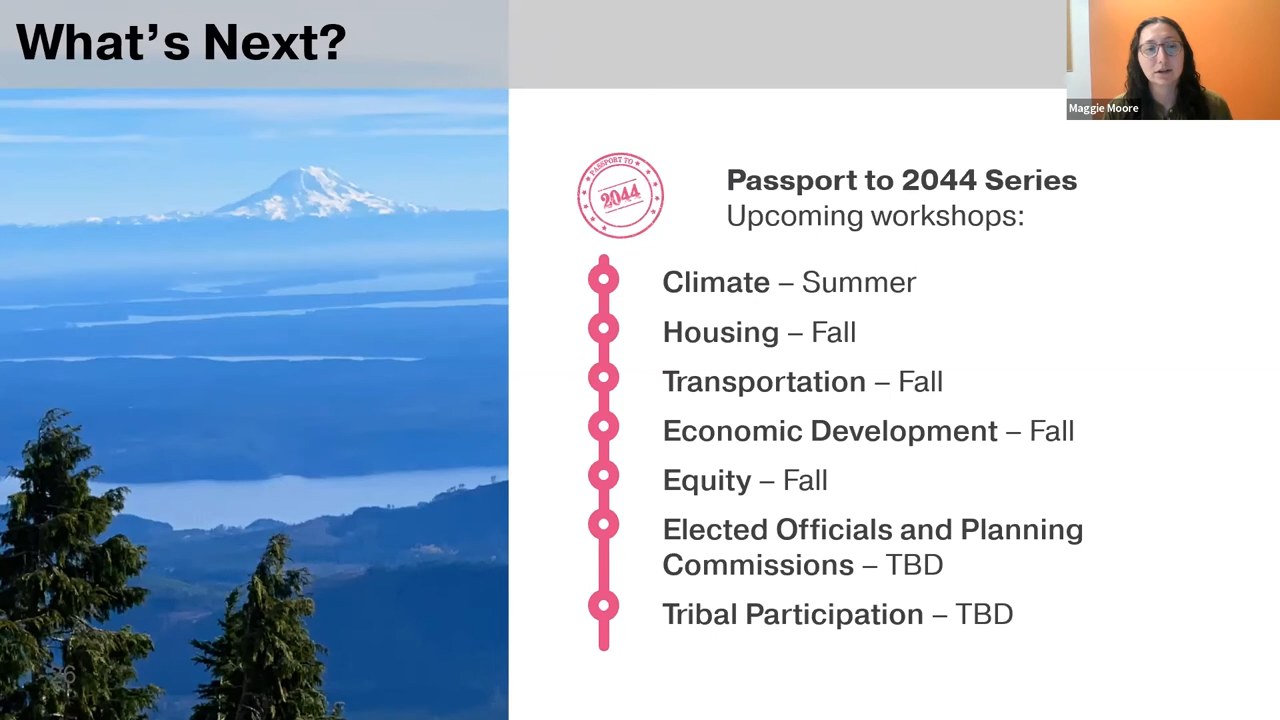 What's Next?
Maggie Moore
PASSPORT TO
2044
Passport to 2044 Series
Upcoming workshops:
Climate – Summer
Housing – Fall
Transportation – Fall
Economic Development – Fall
Equity – Fall
Elected Officials and Planning
Commissions – TBD
Tribal Participation – TBD
26